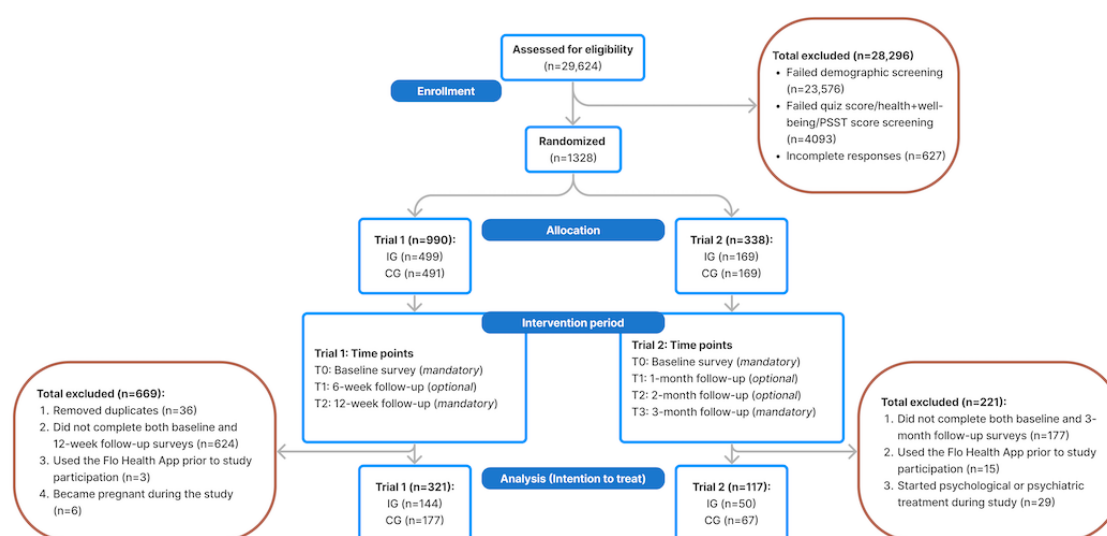 Assessed for eligibility
(n=29,624)
Total excluded (n=28,296)
• Failed demographic screening
(n=23,576)
• Failed quiz score/health+well-
being/PSST score screening
(n=4093)
• Incomplete responses (n=627)
Enrollment
Randomized
(n=1328)
Allocation
Trial 1 (n=990):
IG (n=499)
CG (n=491)
Trial 2 (n=338):
IG (n=169)
CG (n=169)
Intervention period
Trial 1: Time points
T0: Baseline survey (mandatory)
T1: 6-week follow-up (optional)
T2: 12-week follow-up (mandatory)
Trial 2: Time points
T0: Baseline survey (mandatory)
T1: 1-month follow-up (optional)
T2: 2-month follow-up (optional)
T3: 3-month follow-up (mandatory)
Total excluded (n=669):
1. Removed duplicates (n=36)
2. Did not complete both baseline and
12-week follow-up surveys (n=624)
3. Used the Flo Health App prior to study
participation (n=3)
4. Became pregnant during the study
(n=6)
Total excluded (n=221):
1. Did not complete both baseline and 3-
month follow-up surveys (n=177)
2. Used the Flo Health App prior to study
participation (n=15)
3. Started psychological or psychiatric
treatment during study (n=29)
Analysis (Intention to treat)
Trial 1 (n=321):
IG (n=144)
CG (n=177)
Trial 2 (n=117):
IG (n=50)
CG (n=67)